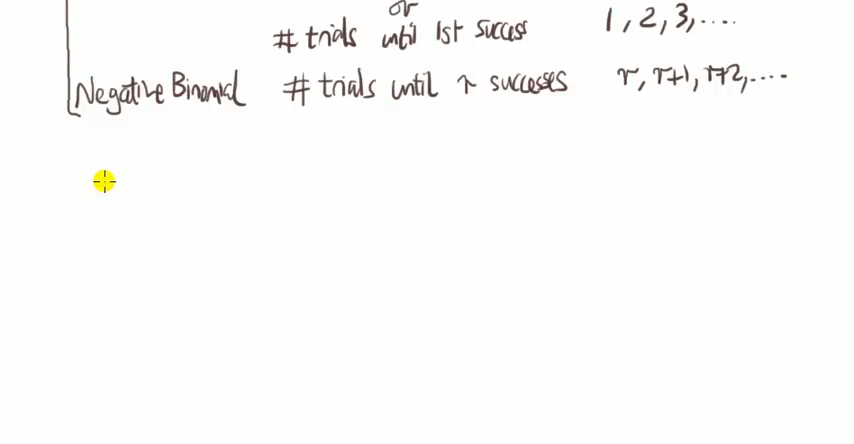 or
# trials until 1st success 1, 2, 3, ....
Negative Binomial # trials until r successes r, r+1, r+2, ....